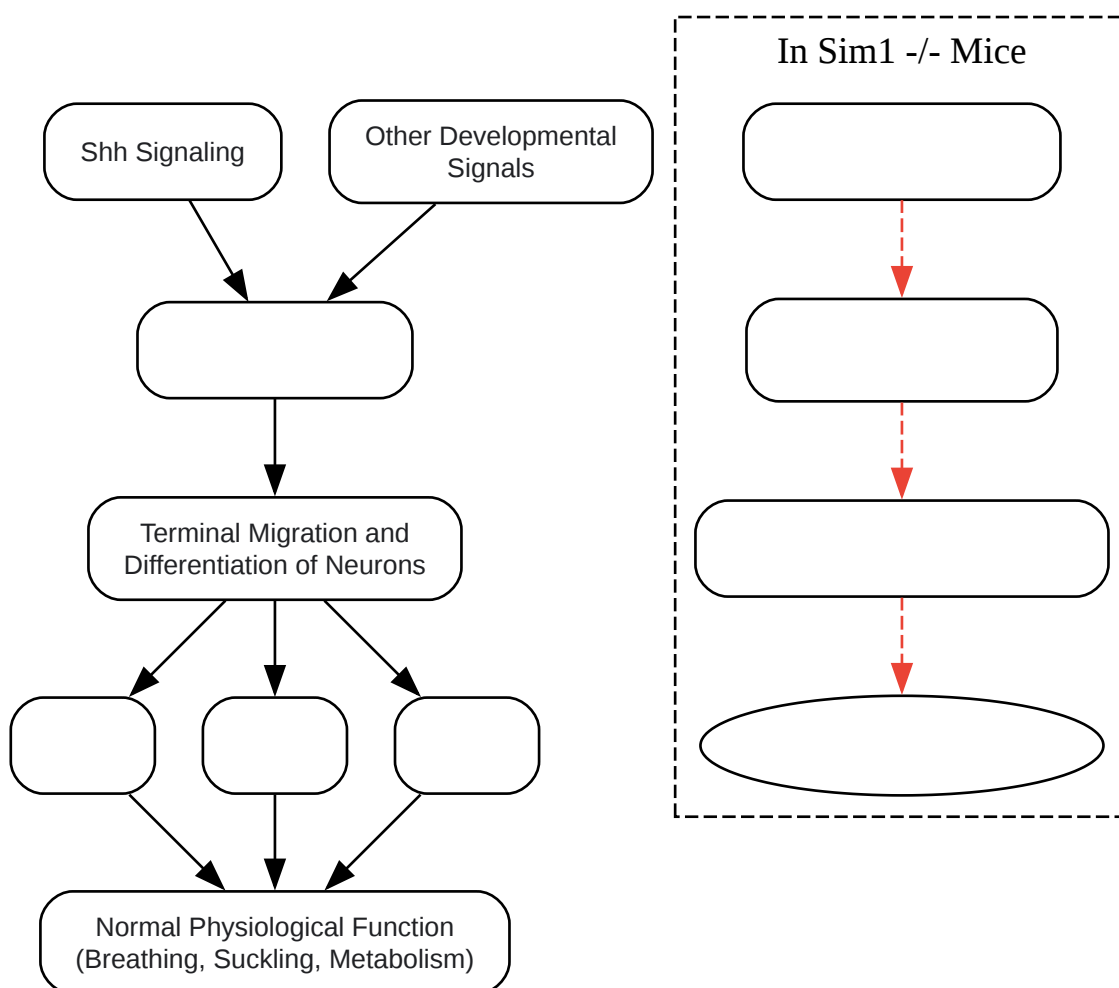 In Sim1 -/- Mice
Shh Signaling
Other Developmental
Signals
Terminal Migration and
Differentiation of Neurons
Normal Physiological Function
(Breathing, Suckling, Metabolism)